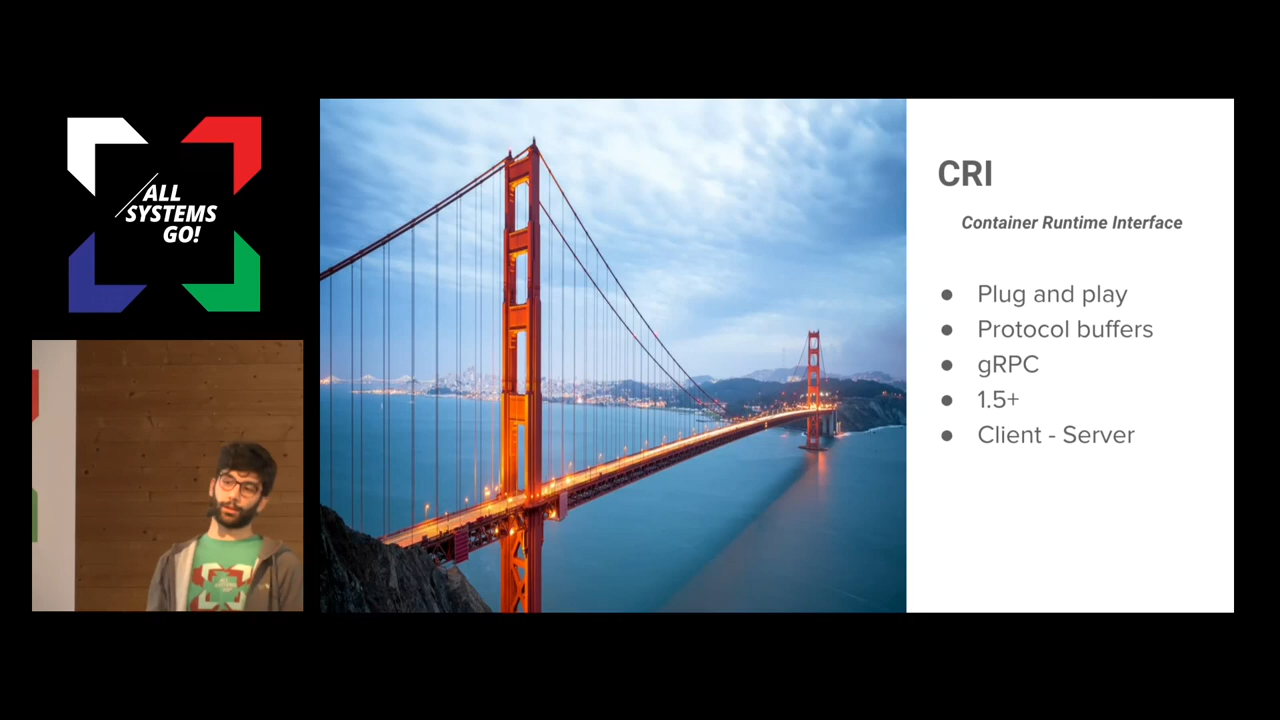 ALL
SYSTEMS
GO!
CRI
Container Runtime Interface
● Plug and play
● Protocol buffers
● gRPC
● 1.5+
● Client - Server